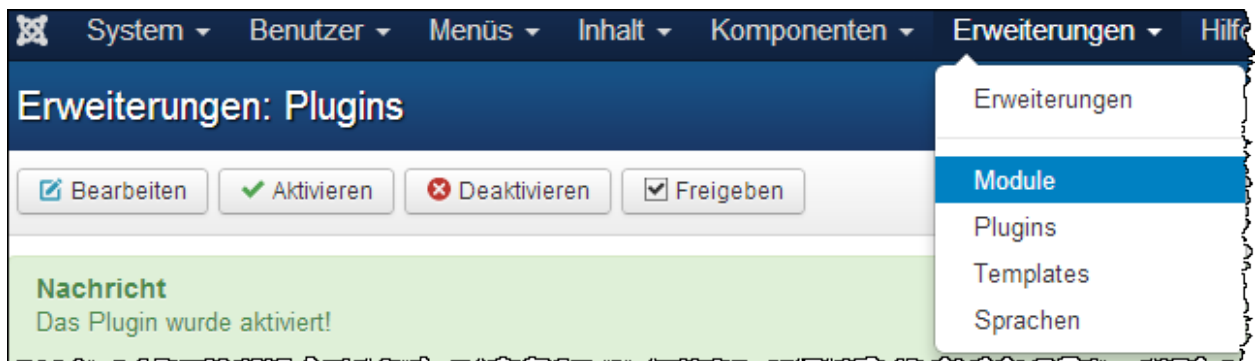 System Benutzer Menüs Inhalt Komponenten Erweiterungen
Erweiterungen: Plugins
Erweiterungen
Bearbeiten Aktivieren Deaktivieren Freigeben
Module
Plugins
Templates
Sprachen
Nachricht
Das Plugin wurde aktiviert!